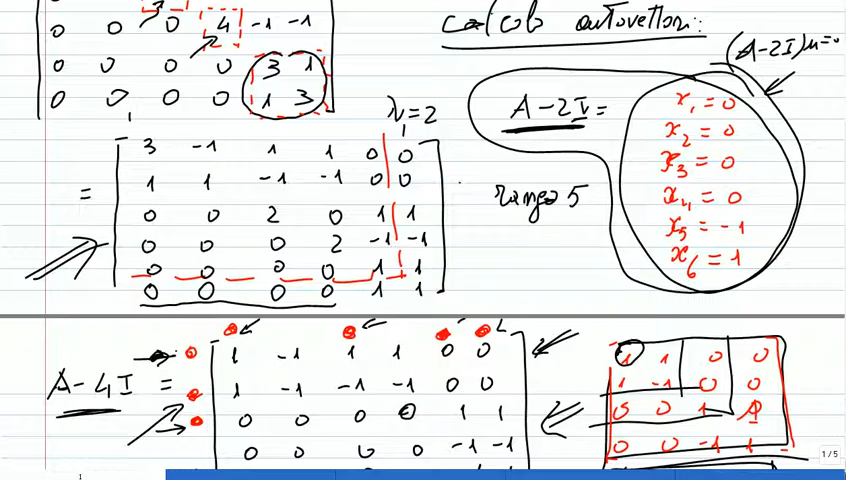 0 0 0 4 -1 -1
0 0 0 0 3 1
0 0 0 0 1 3
calcolo autovettori:
(A-2I)u=0
λ1=2
=
3 -1 1 1 0 0
1 1 -1 -1 0 0
0 0 2 0 1 1
0 0 0 2 -1 -1
0 0 0 0 1 1
0 0 0 0 1 1
A-2I =
rango 5
x1 = 0
x2 = 0
x3 = 0
x4 = 0
x5 = -1
x6 = 1
A-4I =
1 -1 1 1 0 0
1 -1 -1 -1 0 0
0 0 0 0 1 1
0 0 0 0 -1 -1
1 1 0 0
1 -1 0 0
0 0 1
0 0 -1 1
1/5